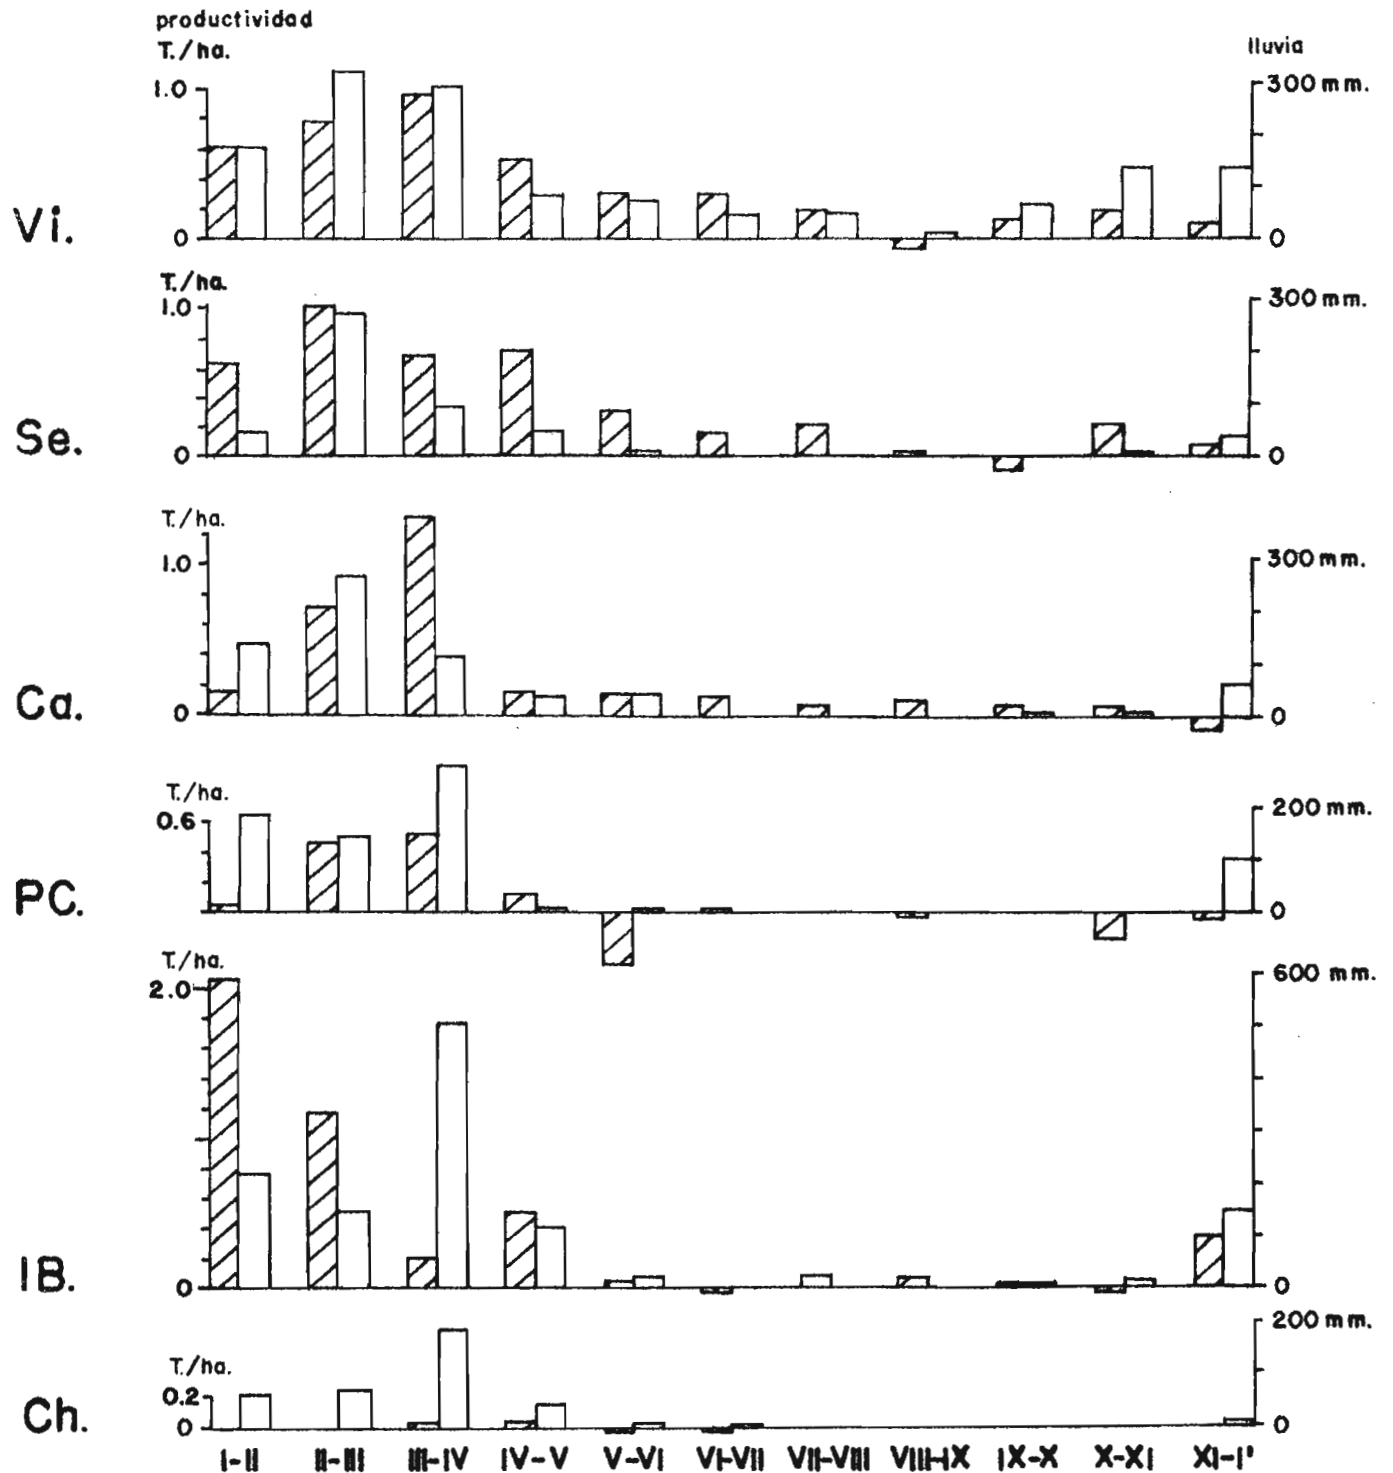 productividad
T./ha.
lluvia
1.0
300 mm.
Vi.
0
0
T./ha.
1.0
300 mm.
Se.
0
0
T./ha.
1.0
300 mm.
Ca.
0
0
T./ha.
0.6
200 mm.
PC.
0
T./ha.
2.0
600 mm.
IB.
0
0
200 mm.
T./ha.
0.2
Ch.
0
0
I-II II-III III-IV IV-V V-VI VI-VII VII-VIII VIII-IX IX-X X-XI XI-I'